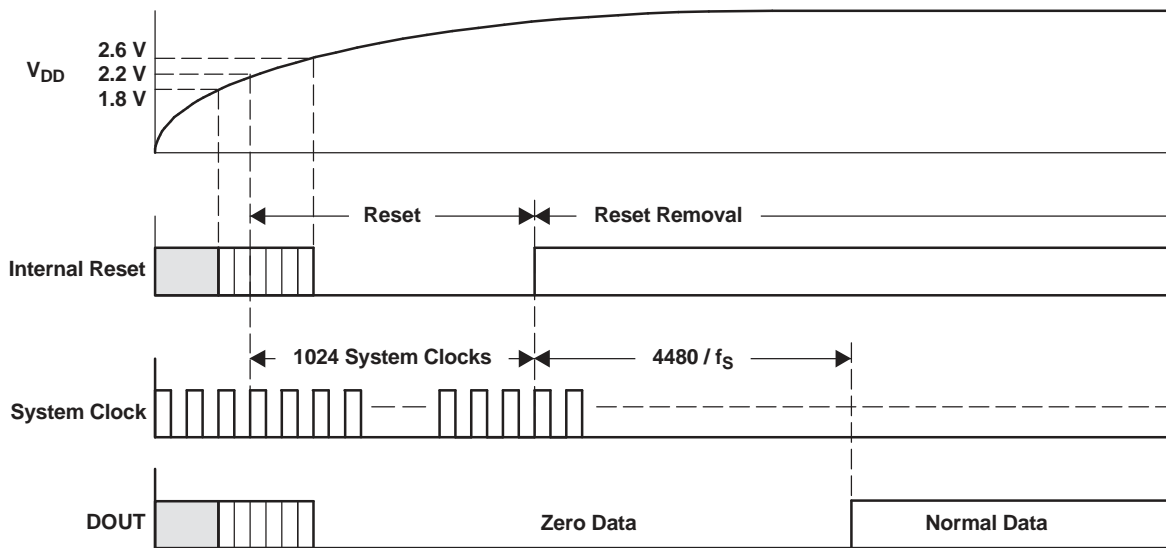 2.6 V
V_DD 2.2 V
1.8 V
Reset Reset Removal
Internal Reset
1024 System Clocks 4480 / f_S
System Clock
DOUT Zero Data Normal Data